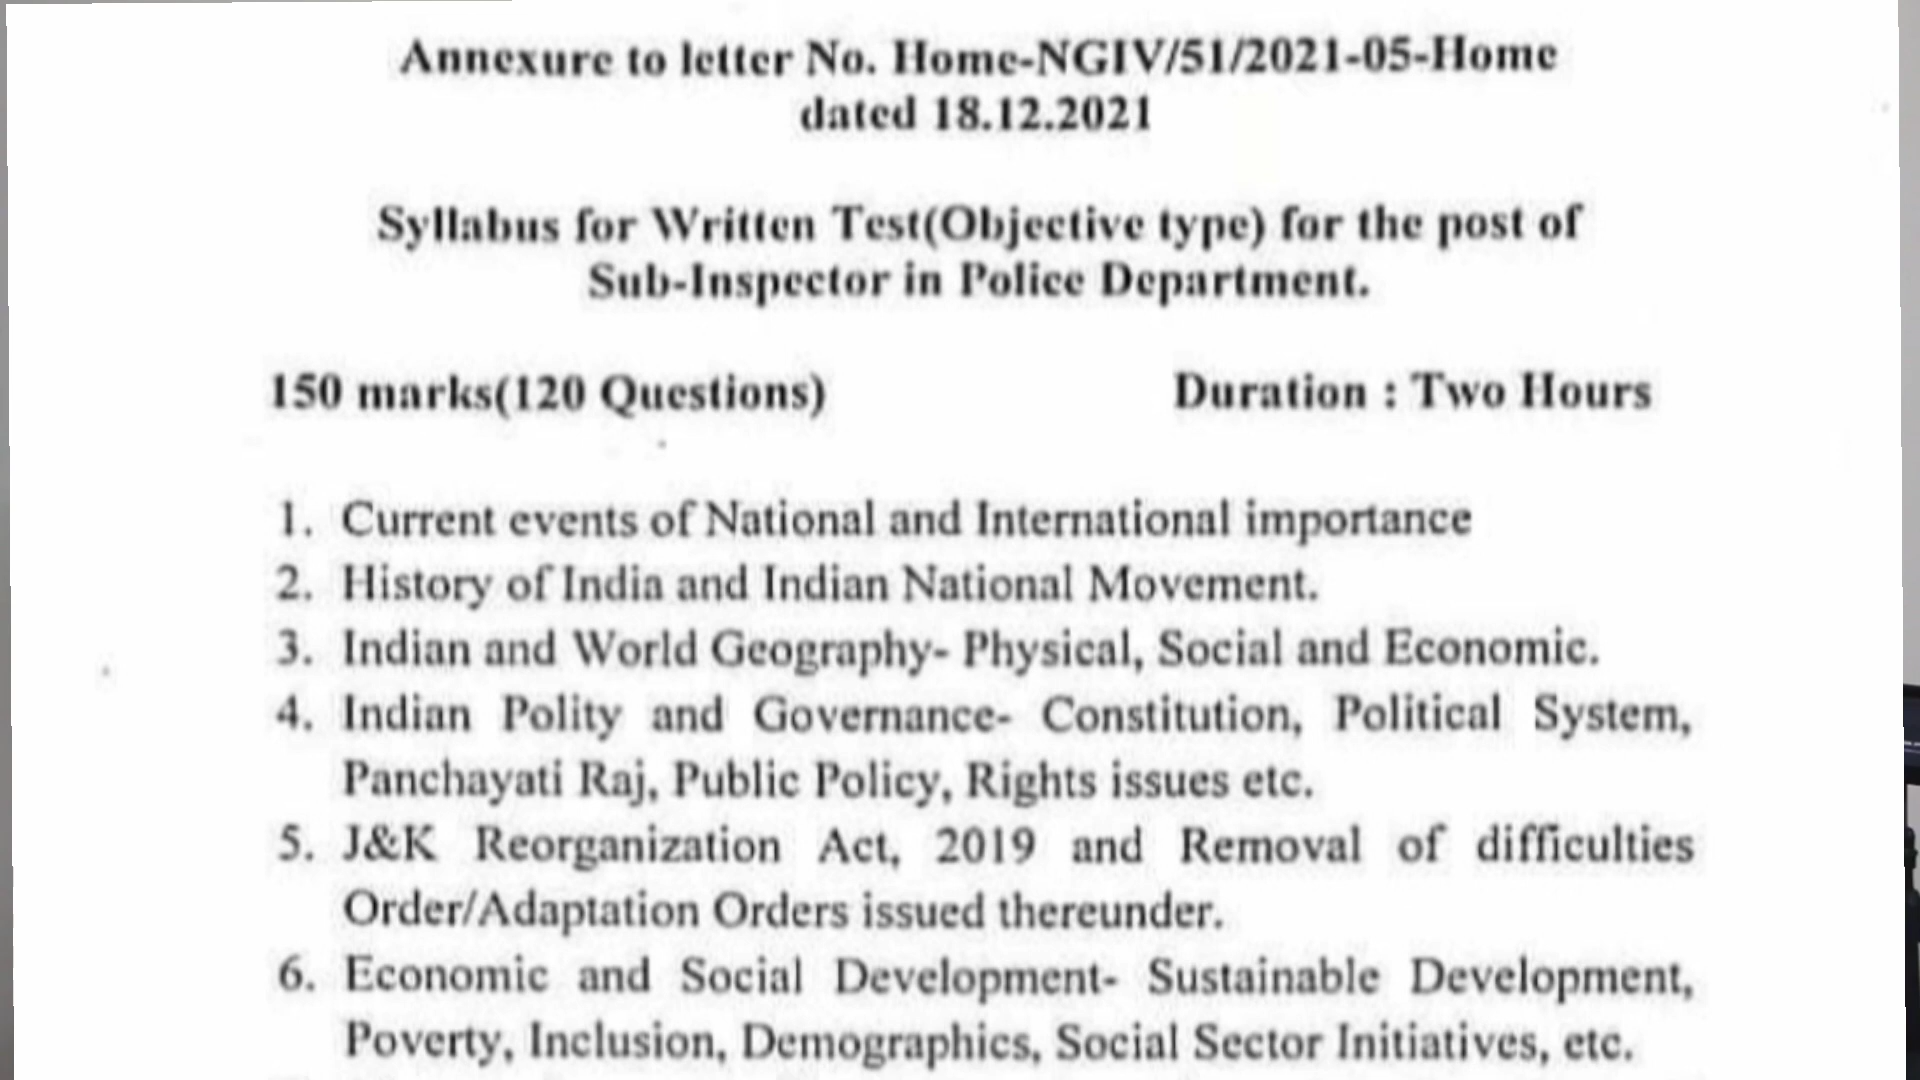 Annexure to letter No. Home-NGIV/51/2021-05-Home
dated 18.12.2021
Syllabus for Written Test(Objective type) for the post of
Sub-Inspector in Police Department.
150 marks(120 Questions) Duration : Two Hours
1. Current events of National and International importance
2. History of India and Indian National Movement.
3. Indian and World Geography- Physical, Social and Economic.
4. Indian Polity and Governance- Constitution, Political System,
Panchayati Raj, Public Policy, Rights issues etc.
5. J&K Reorganization Act, 2019 and Removal of difficulties
Order/Adaptation Orders issued thereunder.
6. Economic and Social Development- Sustainable Development,
Poverty, Inclusion, Demographics, Social Sector Initiatives, etc.